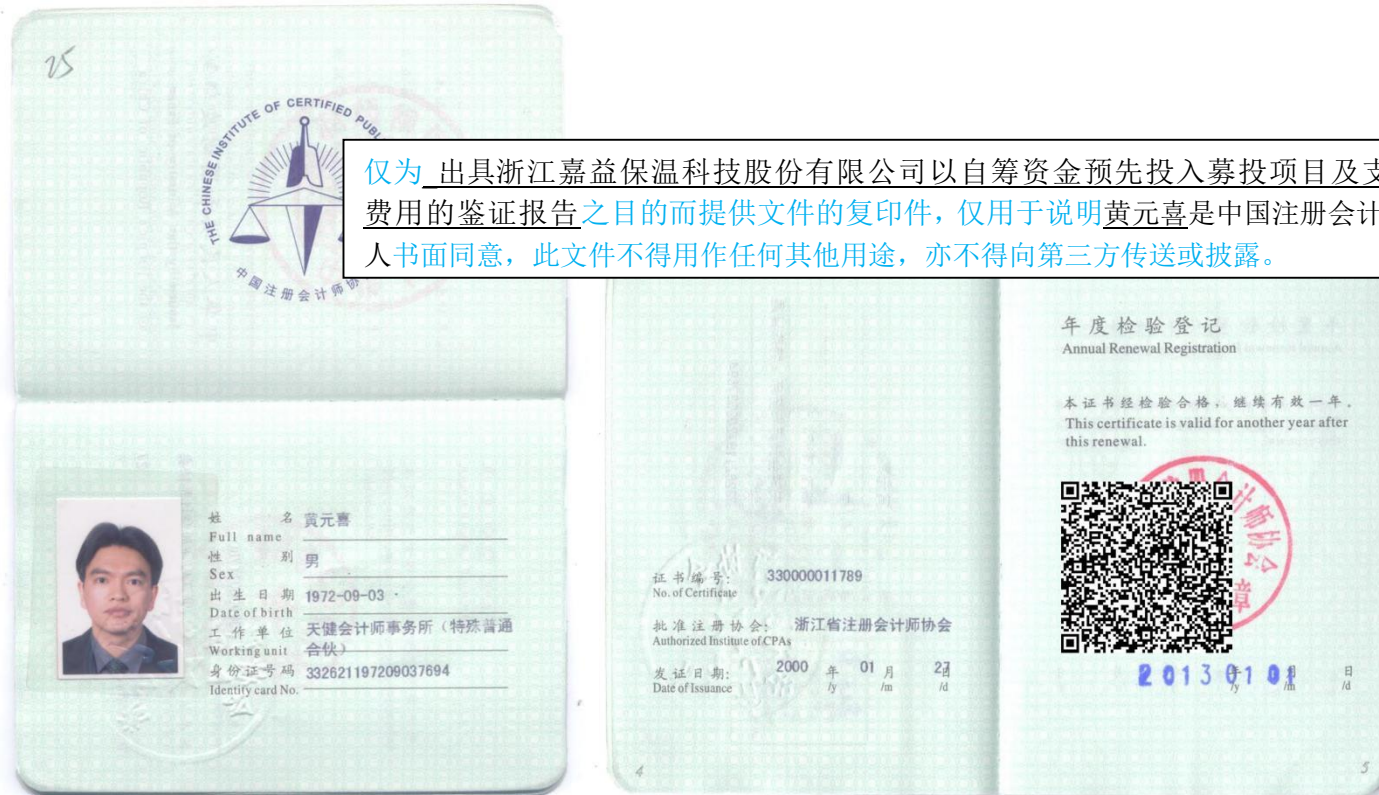 25
THE CHINESE INSTITUTE OF CERTIFIED PUB
中国注册会计师协
仅为 出具浙江嘉益保温科技股份有限公司以自筹资金预先投入募投项目及支
费用的鉴证报告之目的而提供文件的复印件，仅用于说明黄元喜是中国注册会计
人书面同意，此文件不得用作任何其他用途，亦不得向第三方传送或披露。
姓 名 黄元喜
Full name
性 别 男
Sex
出生日期 1972-09-03
Date of birth
工作单位 天健会计师事务所（特殊普通
Working unit 合伙）
身份证号码 332621197209037694
Identify card No.
证书编号： 330000011789
No. of Certificate
批准注册协会： 浙江省注册会计师协会
Authorized Institute of CPAs
发证日期： 2000 年 01 月 27日
Date of Issuance /y /m /d
4
年度检验登记
Annual Renewal Registration
本证书经检验合格，继续有效一年。
This certificate is valid for another year after
this renewal.
计师协会
章
2013 年 01 月 日
/y /m /d
5